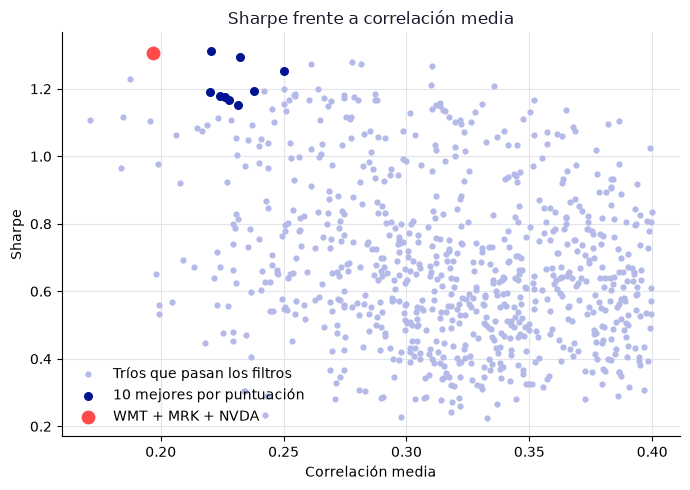 Sharpe frente a correlación media
Sharpe
1.2
1.0
0.8
0.6
0.4
0.2
Tríos que pasan los filtros
10 mejores por puntuación
WMT + MRK + NVDA
0.20 0.25 0.30 0.35 0.40
Correlación media